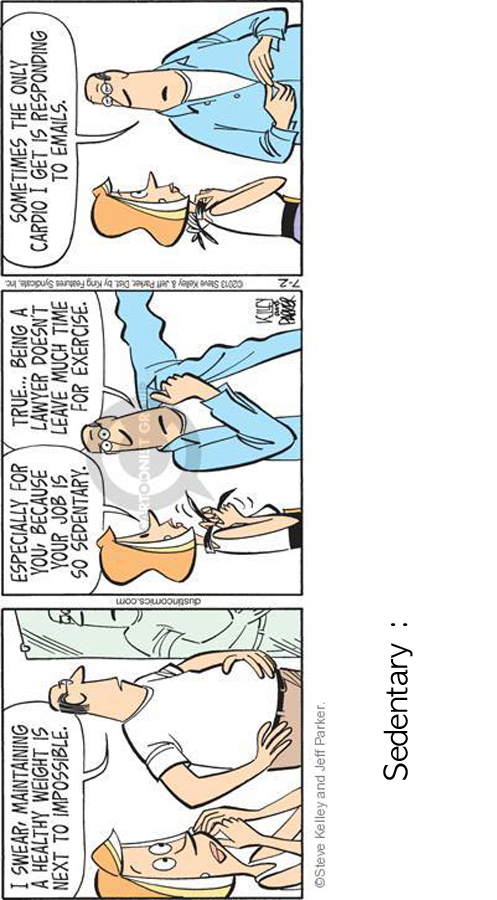 I SWEAR, MAINTAINING
A HEALTHY WEIGHT IS
NEXT TO IMPOSSIBLE.
ESPECIALLY FOR
YOU, BECAUSE
YOUR JOB IS
SO SEDENTARY.
TRUE... BEING A
LAWYER DOESN'T
LEAVE MUCH TIME
FOR EXERCISE.
SOMETIMES THE ONLY
CARDIO I GET IS RESPONDING
TO EMAILS.
dustincomics.com
KELLEY
AND
PARKER
7-2
©2013 Steve Kelley & Jeff Parker, Dist. by King Features Syndicate, Inc.
CARTOONIST GROUP
©Steve Kelley and Jeff Parker.
Sedentary :